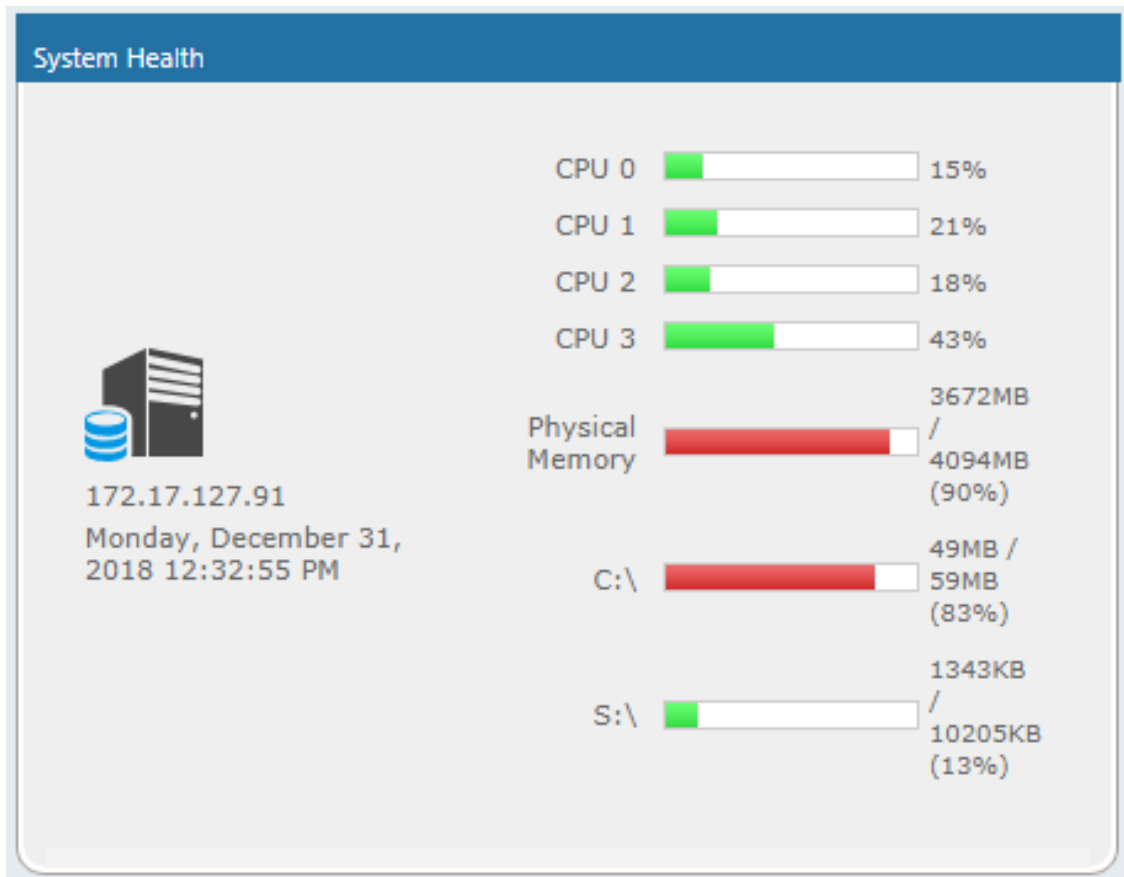 System Health
CPU 0 15%
CPU 1 21%
CPU 2 18%
CPU 3 43%
172.17.127.91
Monday, December 31,
2018 12:32:55 PM
Physical
Memory
3672MB
/
4094MB
(90%)
C:\
49MB /
59MB
(83%)
S:\
1343KB
/
10205KB
(13%)